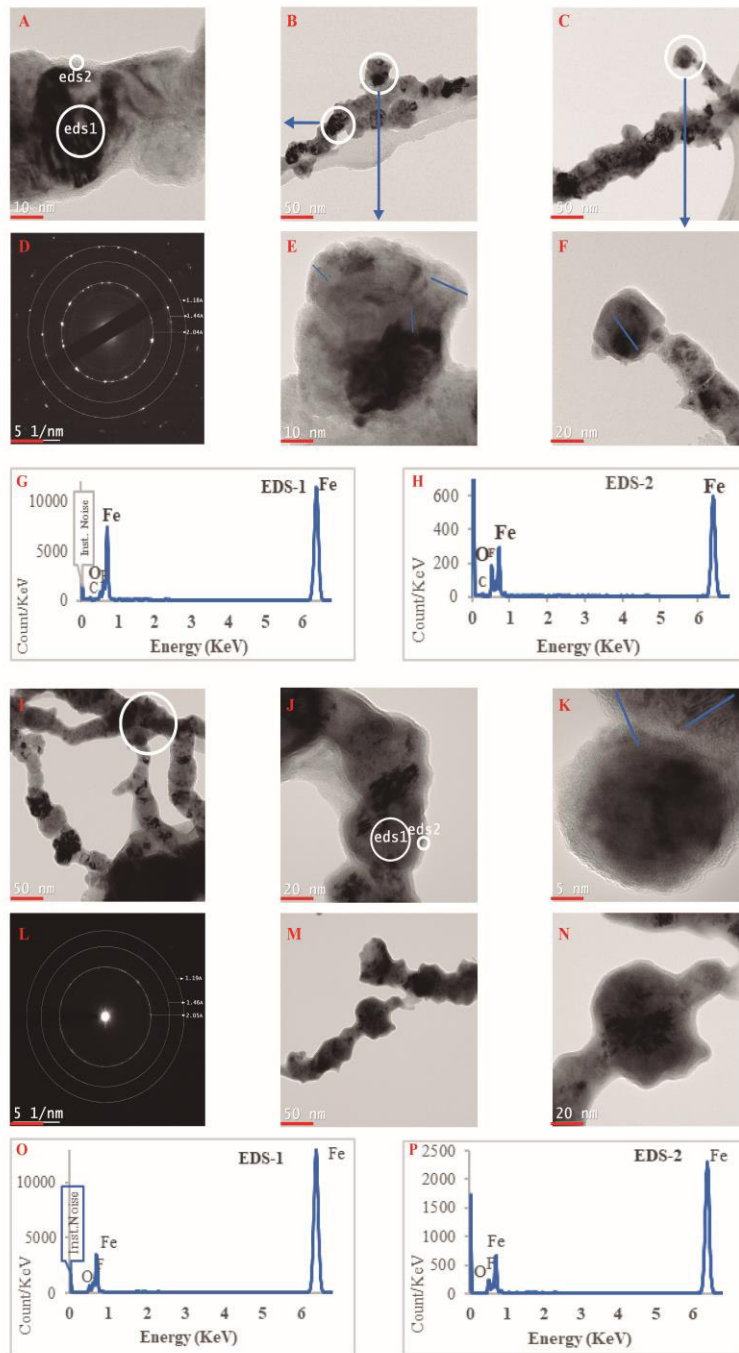 A
eds2
eds1
10 nm
B
50 nm
C
50 nm
D
1.18A
1.44A
2.04A
5 1/nm
E
10 nm
F
20 nm
G
EDS-1
Fe
10000
Inst. Noise
Fe
5000
O F
C
0
Count/KeV
0 1 2 3 4 5 6
Energy (KeV)
H
EDS-2
Fe
600
400
Fe
O F
200
C
0
Count/KeV
0 1 2 3 4 5 6
Energy (KeV)
I
50 nm
J
eds1
eds2
20 nm
K
5 nm
L
1.19A
1.46A
2.05A
5 1/nm
M
50 nm
N
20 nm
O
EDS-1
Fe
10000
Inst.Noise
5000
Fe
F
O
0
Count/KeV
0 1 2 3 4 5 6
Energy (KeV)
P
EDS-2
Fe
2500
2000
1500
1000
Fe
500
F
O
0
Count/KeV
0 1 2 3 4 5 6
Energy (KeV)